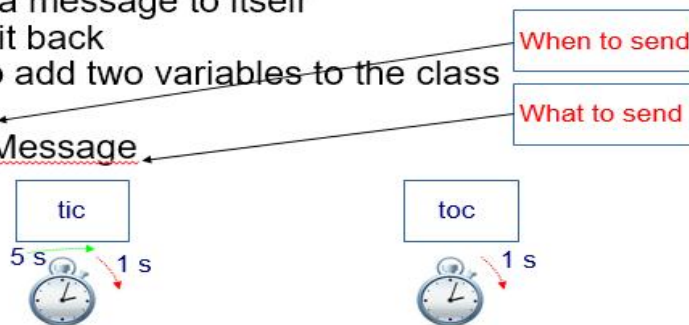 a message to itself
it back
add two variables to the class
When to send
What to send
Message
tic
toc
5 s
1 s
1 s